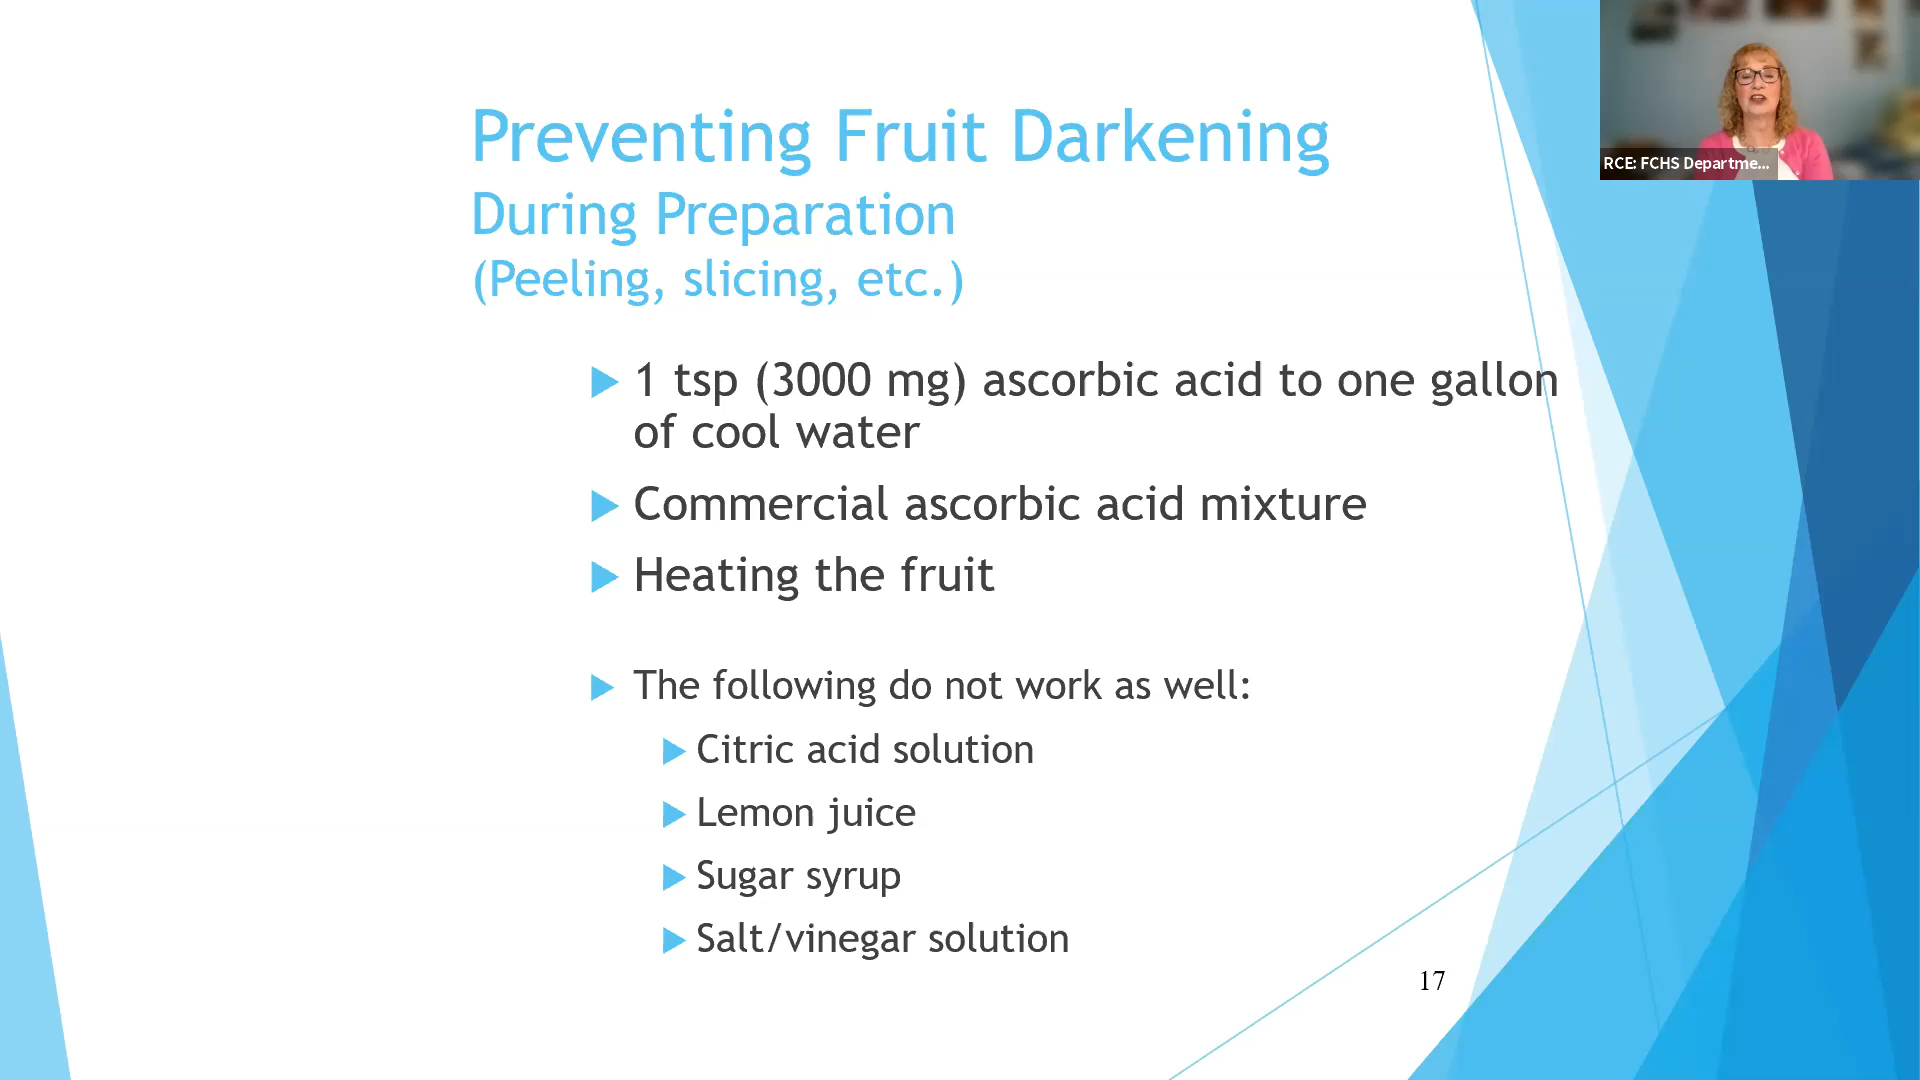 Preventing Fruit Darkening
During Preparation
(Peeling, slicing, etc.)
1 tsp (3000 mg) ascorbic acid to one gallon
of cool water
Commercial ascorbic acid mixture
Heating the fruit
The following do not work as well:
Citric acid solution
Lemon juice
Sugar syrup
Salt/vinegar solution
17
RCE: FCHS Departme...